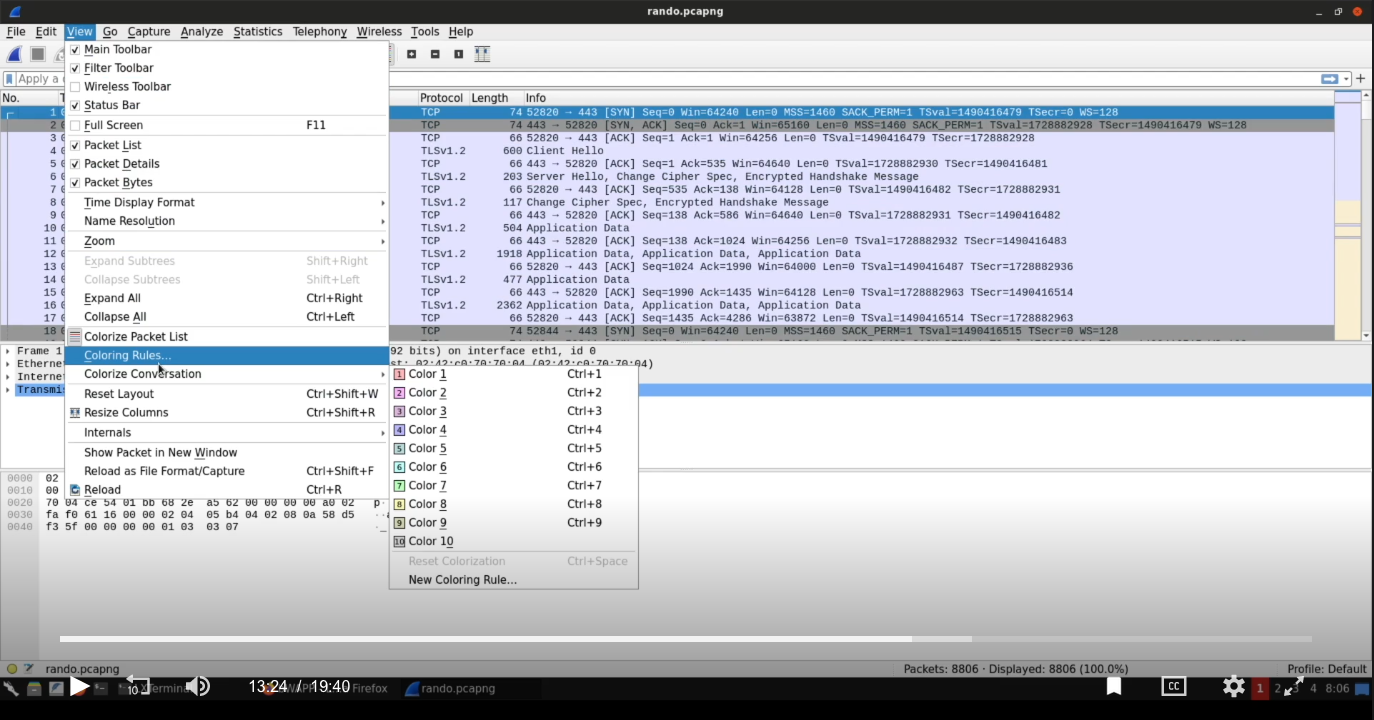 rando.pcapng
File Edit View Go Capture Analyze Statistics Telephony Wireless Tools Help
Main Toolbar
Filter Toolbar
Wireless Toolbar
Status Bar
Full Screen F11
Packet List
Packet Details
Packet Bytes
Time Display Format
Name Resolution
Zoom
Expand Subtrees Shift+Right
Collapse Subtrees Shift+Left
Expand All Ctrl+Right
Collapse All Ctrl+Left
Colorize Packet List
Coloring Rules...
Colorize Conversation
Reset Layout Ctrl+Shift+W
Resize Columns Ctrl+Shift+R
Internals
Show Packet in New Window
Reload as File Format/Capture Ctrl+Shift+F
Reload Ctrl+R
1 Color 1 Ctrl+1
2 Color 2 Ctrl+2
3 Color 3 Ctrl+3
4 Color 4 Ctrl+4
5 Color 5 Ctrl+5
6 Color 6 Ctrl+6
7 Color 7 Ctrl+7
8 Color 8 Ctrl+8
9 Color 9 Ctrl+9
10 Color 10
Reset Colorization Ctrl+Space
New Coloring Rule...
Apply a
No. T Protocol Length Info
1 TCP 74 52820 → 443 [SYN] Seq=0 Win=64240 Len=0 MSS=1460 SACK_PERM=1 TSval=1490416479 TSecr=0 WS=128
2 TCP 74 443 → 52820 [SYN, ACK] Seq=0 Ack=1 Win=65160 Len=0 MSS=1460 SACK_PERM=1 TSval=1728882928 TSecr=1490416479 WS=128
3 TCP 66 52820 → 443 [ACK] Seq=1 Ack=1 Win=64256 Len=0 TSval=1490416479 TSecr=1728882928
4 TLSv1.2 600 Client Hello
5 TCP 66 443 → 52820 [ACK] Seq=1 Ack=535 Win=64640 Len=0 TSval=1728882930 TSecr=1490416481
6 TLSv1.2 203 Server Hello, Change Cipher Spec, Encrypted Handshake Message
7 TCP 66 52820 → 443 [ACK] Seq=535 Ack=138 Win=64128 Len=0 TSval=1490416482 TSecr=1728882931
8 TLSv1.2 117 Change Cipher Spec, Encrypted Handshake Message
9 TCP 66 443 → 52820 [ACK] Seq=138 Ack=586 Win=64640 Len=0 TSval=1728882931 TSecr=1490416482
10 TLSv1.2 504 Application Data
11 TCP 66 443 → 52820 [ACK] Seq=138 Ack=1024 Win=64256 Len=0 TSval=1728882932 TSecr=1490416483
12 TLSv1.2 1918 Application Data, Application Data, Application Data
13 TCP 66 52820 → 443 [ACK] Seq=1024 Ack=1990 Win=64000 Len=0 TSval=1490416487 TSecr=1728882936
14 TLSv1.2 477 Application Data
15 TCP 66 443 → 52820 [ACK] Seq=1990 Ack=1435 Win=64128 Len=0 TSval=1728882963 TSecr=1490416514
16 TLSv1.2 2362 Application Data, Application Data, Application Data
17 TCP 66 52820 → 443 [ACK] Seq=1435 Ack=4286 Win=63872 Len=0 TSval=1490416514 TSecr=1728882963
18 TCP 74 52844 → 443 [SYN] Seq=0 Win=64240 Len=0 MSS=1460 SACK_PERM=1 TSval=1490416515 TSecr=0 WS=128
Frame 1 92 bits) on interface eth1, id 0
Etherne st: 02:42:c0:70:70:04 (02:42:c0:70:70:04)
Interne
Transmi
0000 02
0010 00
0020 70 04 ce 54 01 bb 68 2e a5 62 00 00 00 00 a0 02 p·
0030 fa f0 61 16 00 00 02 04 05 b4 04 02 08 0a 58 d5
0040 f3 5f 00 00 00 00 01 03 03 07
rando.pcapng Packets: 8806 · Displayed: 8806 (100.0%) Profile: Default
10 13:24 / 19:40 Firefox rando.pcapng CC 1 2 3 4 8:06